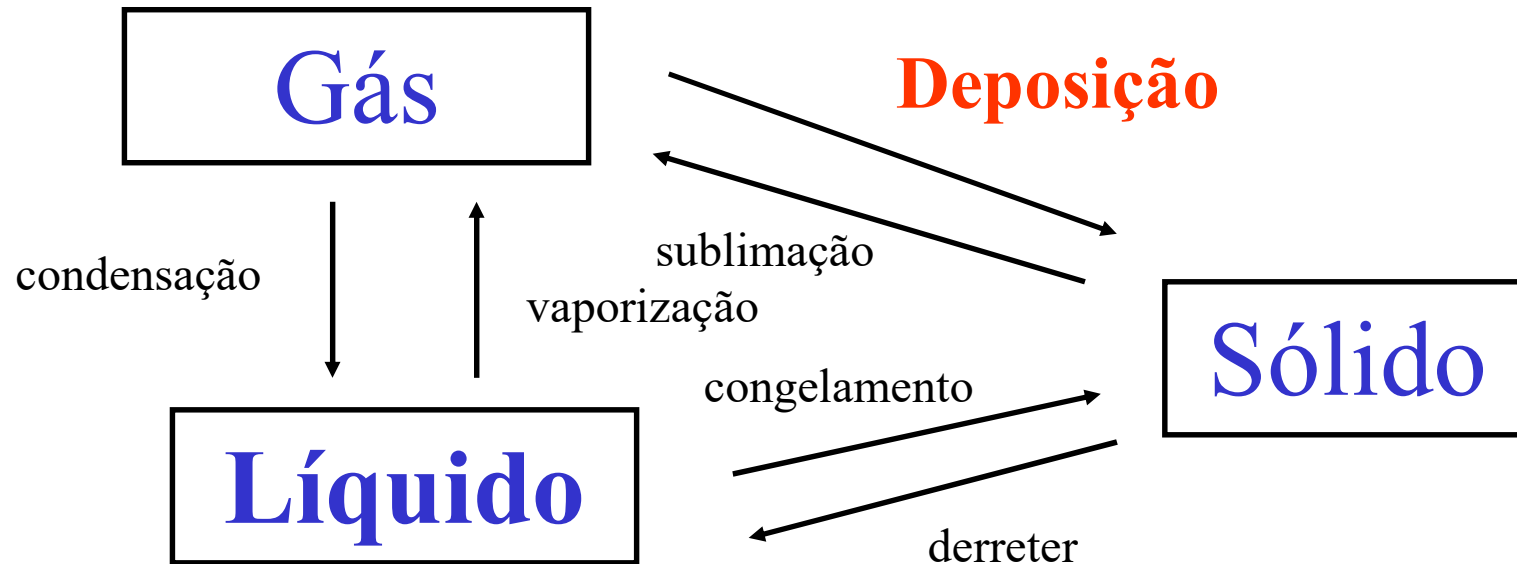 Gás
Deposição
sublimação
condensação
vaporização
Sólido
congelamento
Líquido
derreter